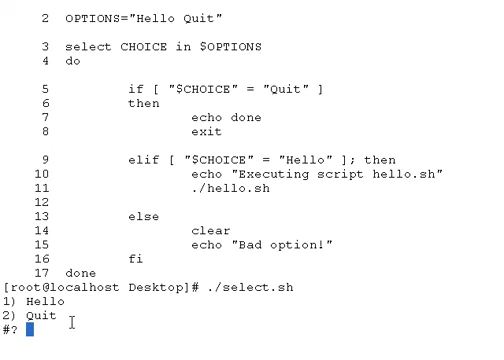 2 OPTIONS="Hello Quit"
3 select CHOICE in $OPTIONS
4 do
5 if [ "$CHOICE" = "Quit" ]
6 then
7 echo done
8 exit
9 elif [ "$CHOICE" = "Hello" ]; then
10 echo "Executing script hello.sh"
11 ./hello.sh
12
13 else
14 clear
15 echo "Bad option!"
16 fi
17 done
[root@localhost Desktop]# ./select.sh
1) Hello
2) Quit
#?